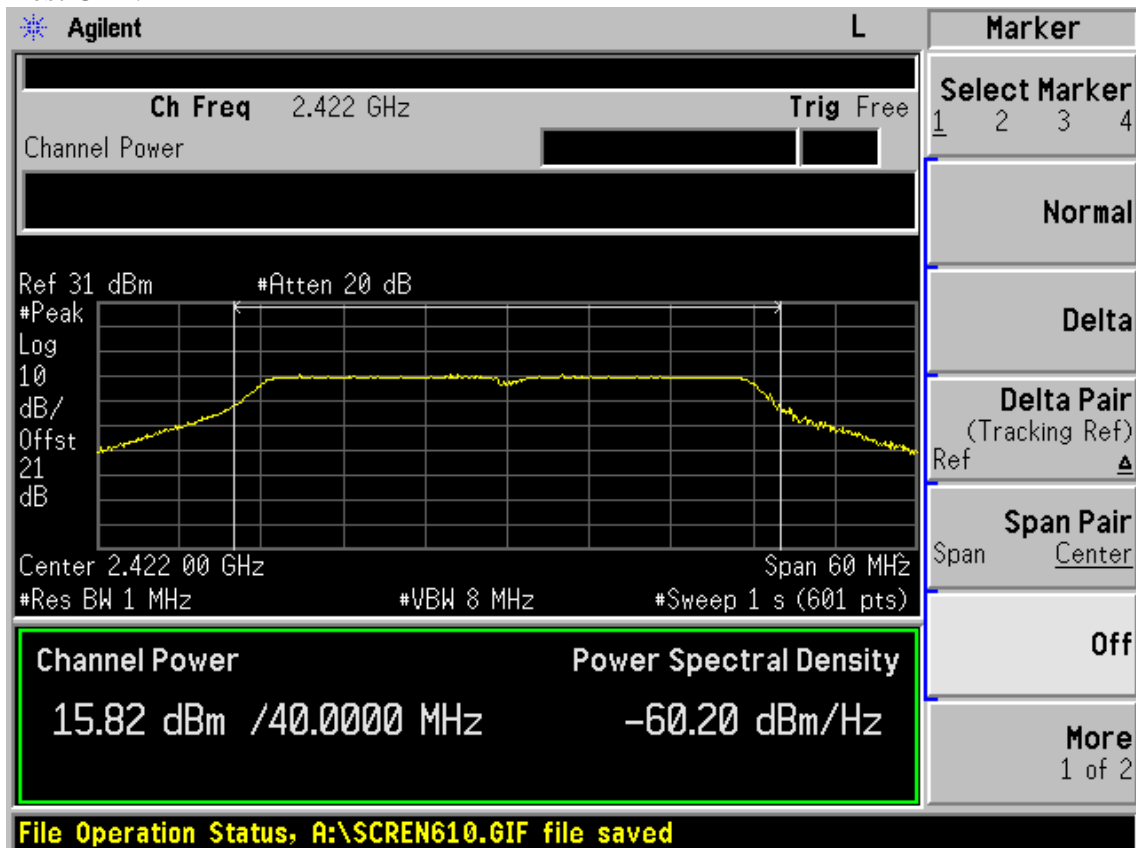 Agilent L
Ch Freq 2.422 GHz Trig Free
Channel Power
Ref 31 dBm #Atten 20 dB
#Peak
Log
10
dB/
Offst
21
dB
Center 2.422 00 GHz Span 60 MHz
#Res BW 1 MHz #VBW 8 MHz #Sweep 1 s (601 pts)
Channel Power Power Spectral Density
15.82 dBm /40.0000 MHz -60.20 dBm/Hz
File Operation Status, A:\SCREN610.GIF file saved
Marker
Select Marker
1 2 3 4
Normal
Delta
Delta Pair
(Tracking Ref)
Ref Δ
Span Pair
Span Center
Off
More
1 of 2